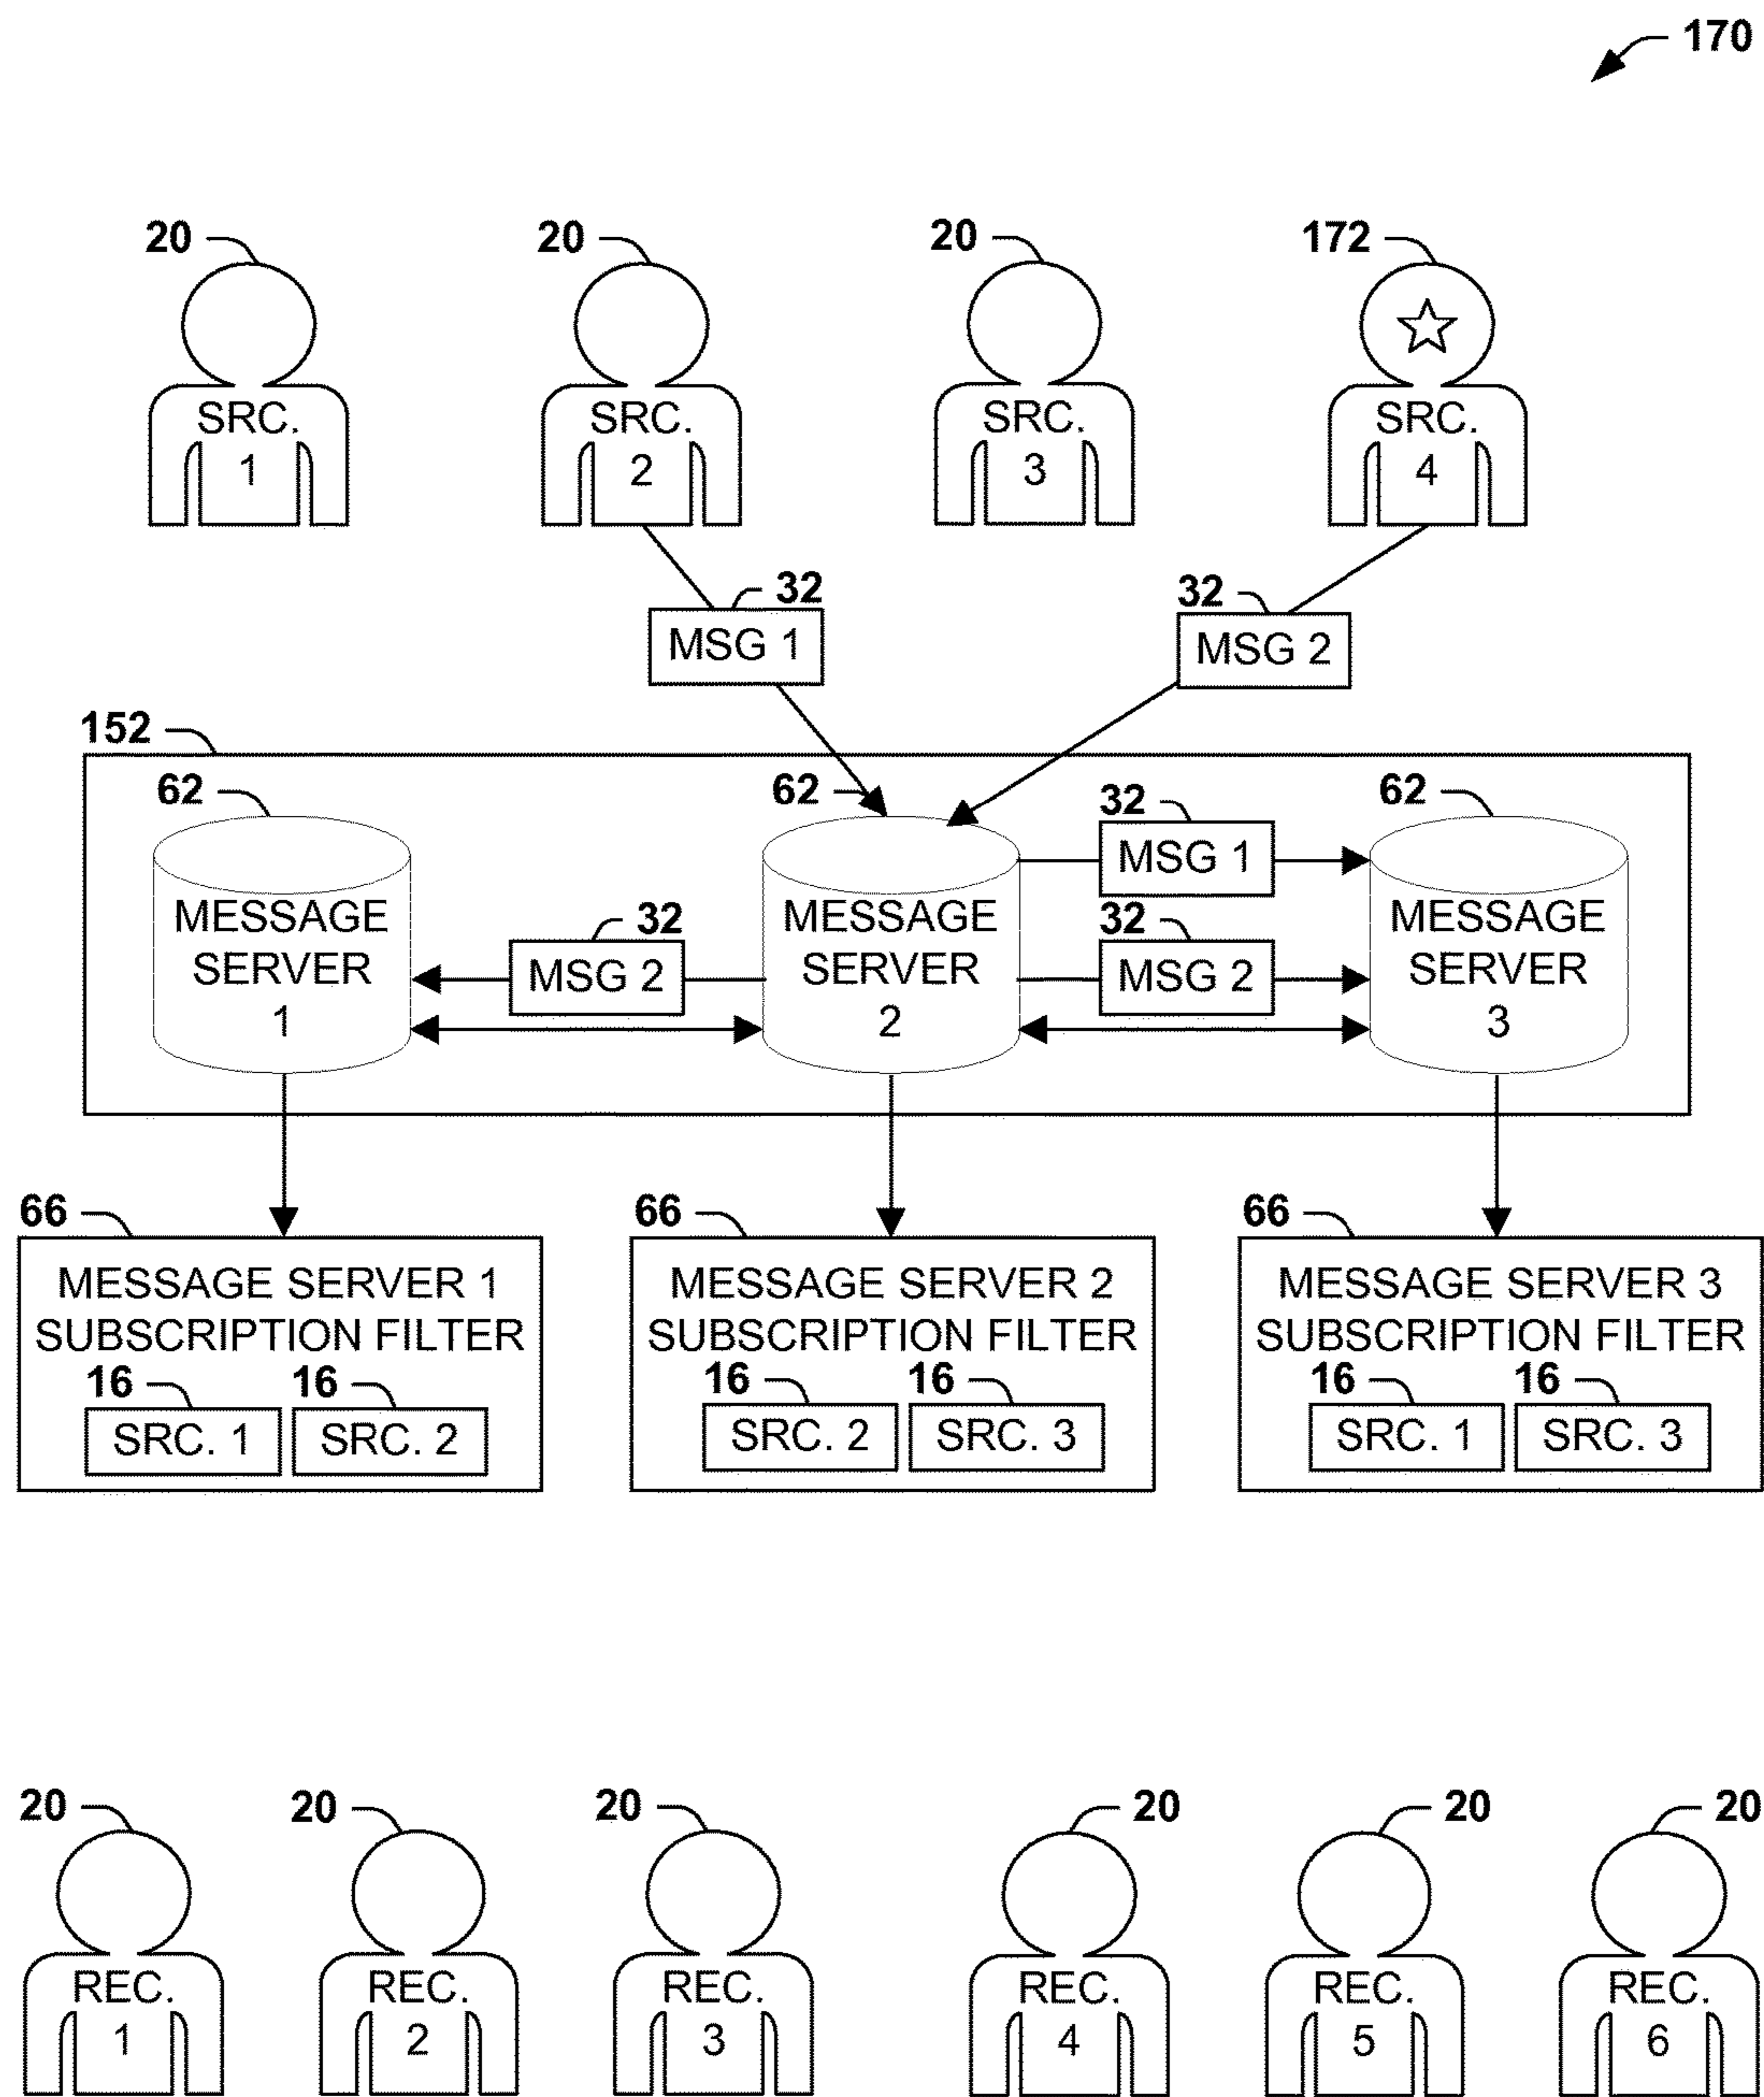 170
20
20
20
172
SRC.
1
SRC.
2
SRC.
3
SRC.
4
32
MSG 1
32
MSG 2
152
62
62
62
32
MSG 1
MESSAGE
SERVER
1
32
MSG 2
MESSAGE
SERVER
2
32
MSG 2
MESSAGE
SERVER
3
66
MESSAGE SERVER 1
SUBSCRIPTION FILTER
16
16
SRC. 1
SRC. 2
66
MESSAGE SERVER 2
SUBSCRIPTION FILTER
16
16
SRC. 2
SRC. 3
66
MESSAGE SERVER 3
SUBSCRIPTION FILTER
16
16
SRC. 1
SRC. 3
20
20
20
20
20
20
REC.
1
REC.
2
REC.
3
REC.
4
REC.
5
REC.
6